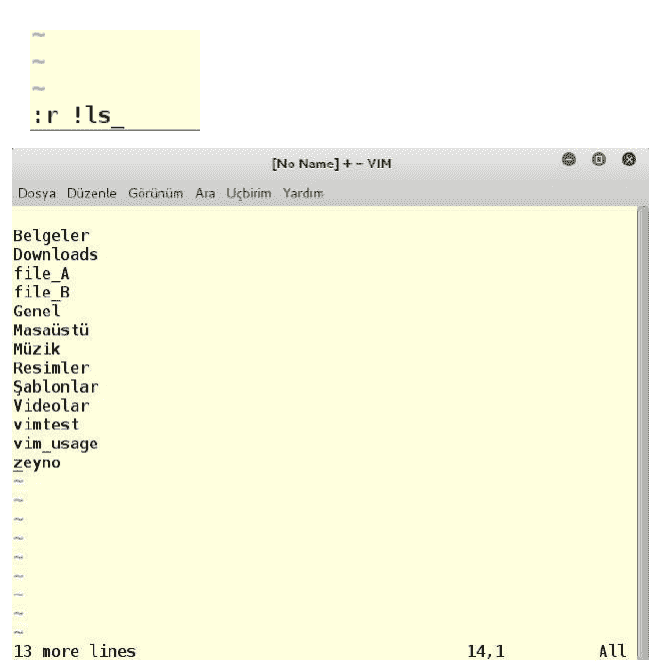 ~
~
~
:r !ls_
[No Name] + - VIM
Dosya Düzenle Görünüm Ara Uçbirim Yardım
Belgeler
Downloads
file_A
file_B
Genel
Masaüstü
Müzik
Resimler
Şablonlar
Videolar
vimtest
vim_usage
zeyno
~
~
~
~
~
~
~
~
~
13 more lines 14,1 All